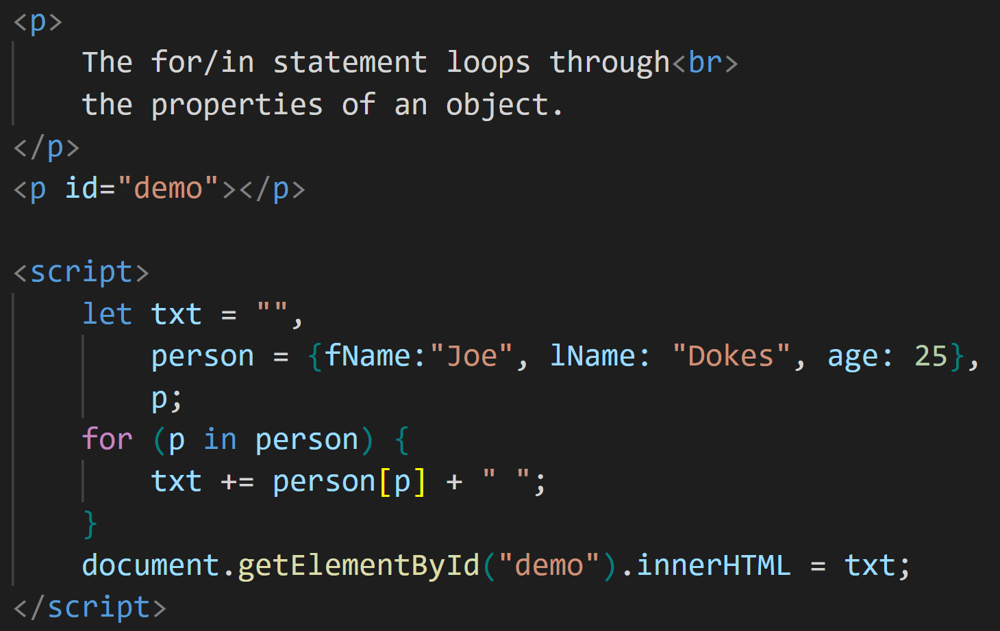 <p>
    The for/in statement loops through<br>
    the properties of an object.
</p>
<p id="demo"></p>

<script>
    let txt = "",
        person = {fName:"Joe", lName: "Dokes", age: 25},
        p;
    for (p in person) {
        txt += person[p] + " ";
    }
    document.getElementById("demo").innerHTML = txt;
</script>